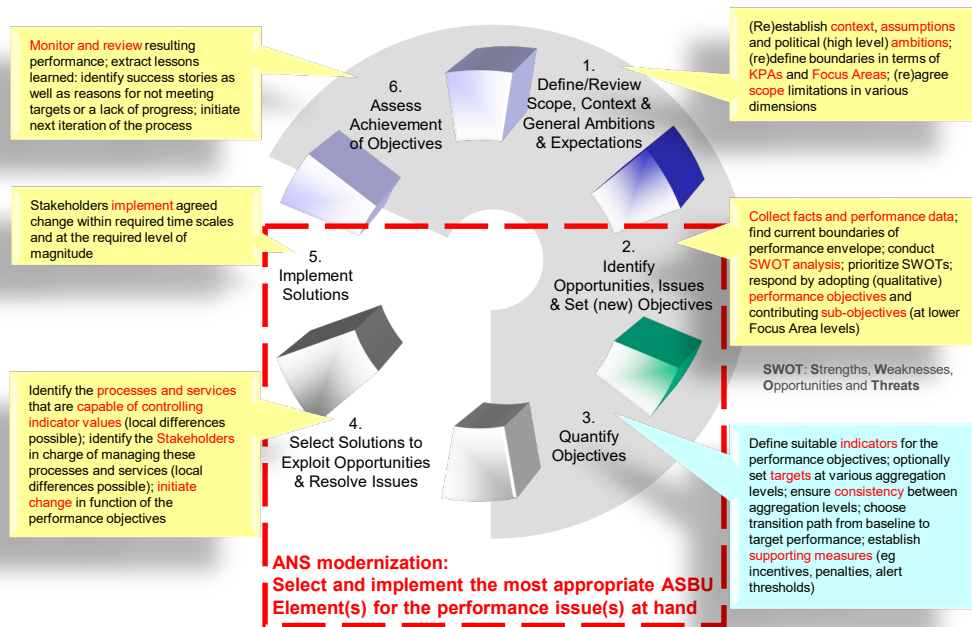 Monitor and review resulting
performance; extract lessons
learned: identify success stories as
well as reasons for not meeting
targets or a lack of progress; initiate
next iteration of the process
6.
Assess
Achievement
of Objectives
1.
Define/Review
Scope, Context &
General Ambitions
& Expectations
(Re)establish context, assumptions
and political (high level) ambitions;
(re)define boundaries in terms of
KPAs and Focus Areas; (re)agree
scope limitations in various
dimensions
Stakeholders implement agreed
change within required time scales
and at the required level of
magnitude
5.
Implement
Solutions
2.
Identify
Opportunities, Issues
& Set (new) Objectives
Collect facts and performance data;
find current boundaries of
performance envelope; conduct
SWOT analysis; prioritize SWOTs;
respond by adopting (qualitative)
performance objectives and
contributing sub-objectives (at lower
Focus Area levels)
SWOT: Strengths, Weaknesses,
Opportunities and Threats
Identify the processes and services
that are capable of controlling
indicator values (local differences
possible); identify the Stakeholders
in charge of managing these
processes and services (local
differences possible); initiate
change in function of the
performance objectives
4.
Select Solutions to
Exploit Opportunities
& Resolve Issues
3.
Quantify
Objectives
Define suitable indicators for the
performance objectives; optionally
set targets at various aggregation
levels; ensure consistency between
aggregation levels; choose
transition path from baseline to
target performance; establish
supporting measures (eg
incentives, penalties, alert
thresholds)
ANS modernization:
Select and implement the most appropriate ASBU
Element(s) for the performance issue(s) at hand